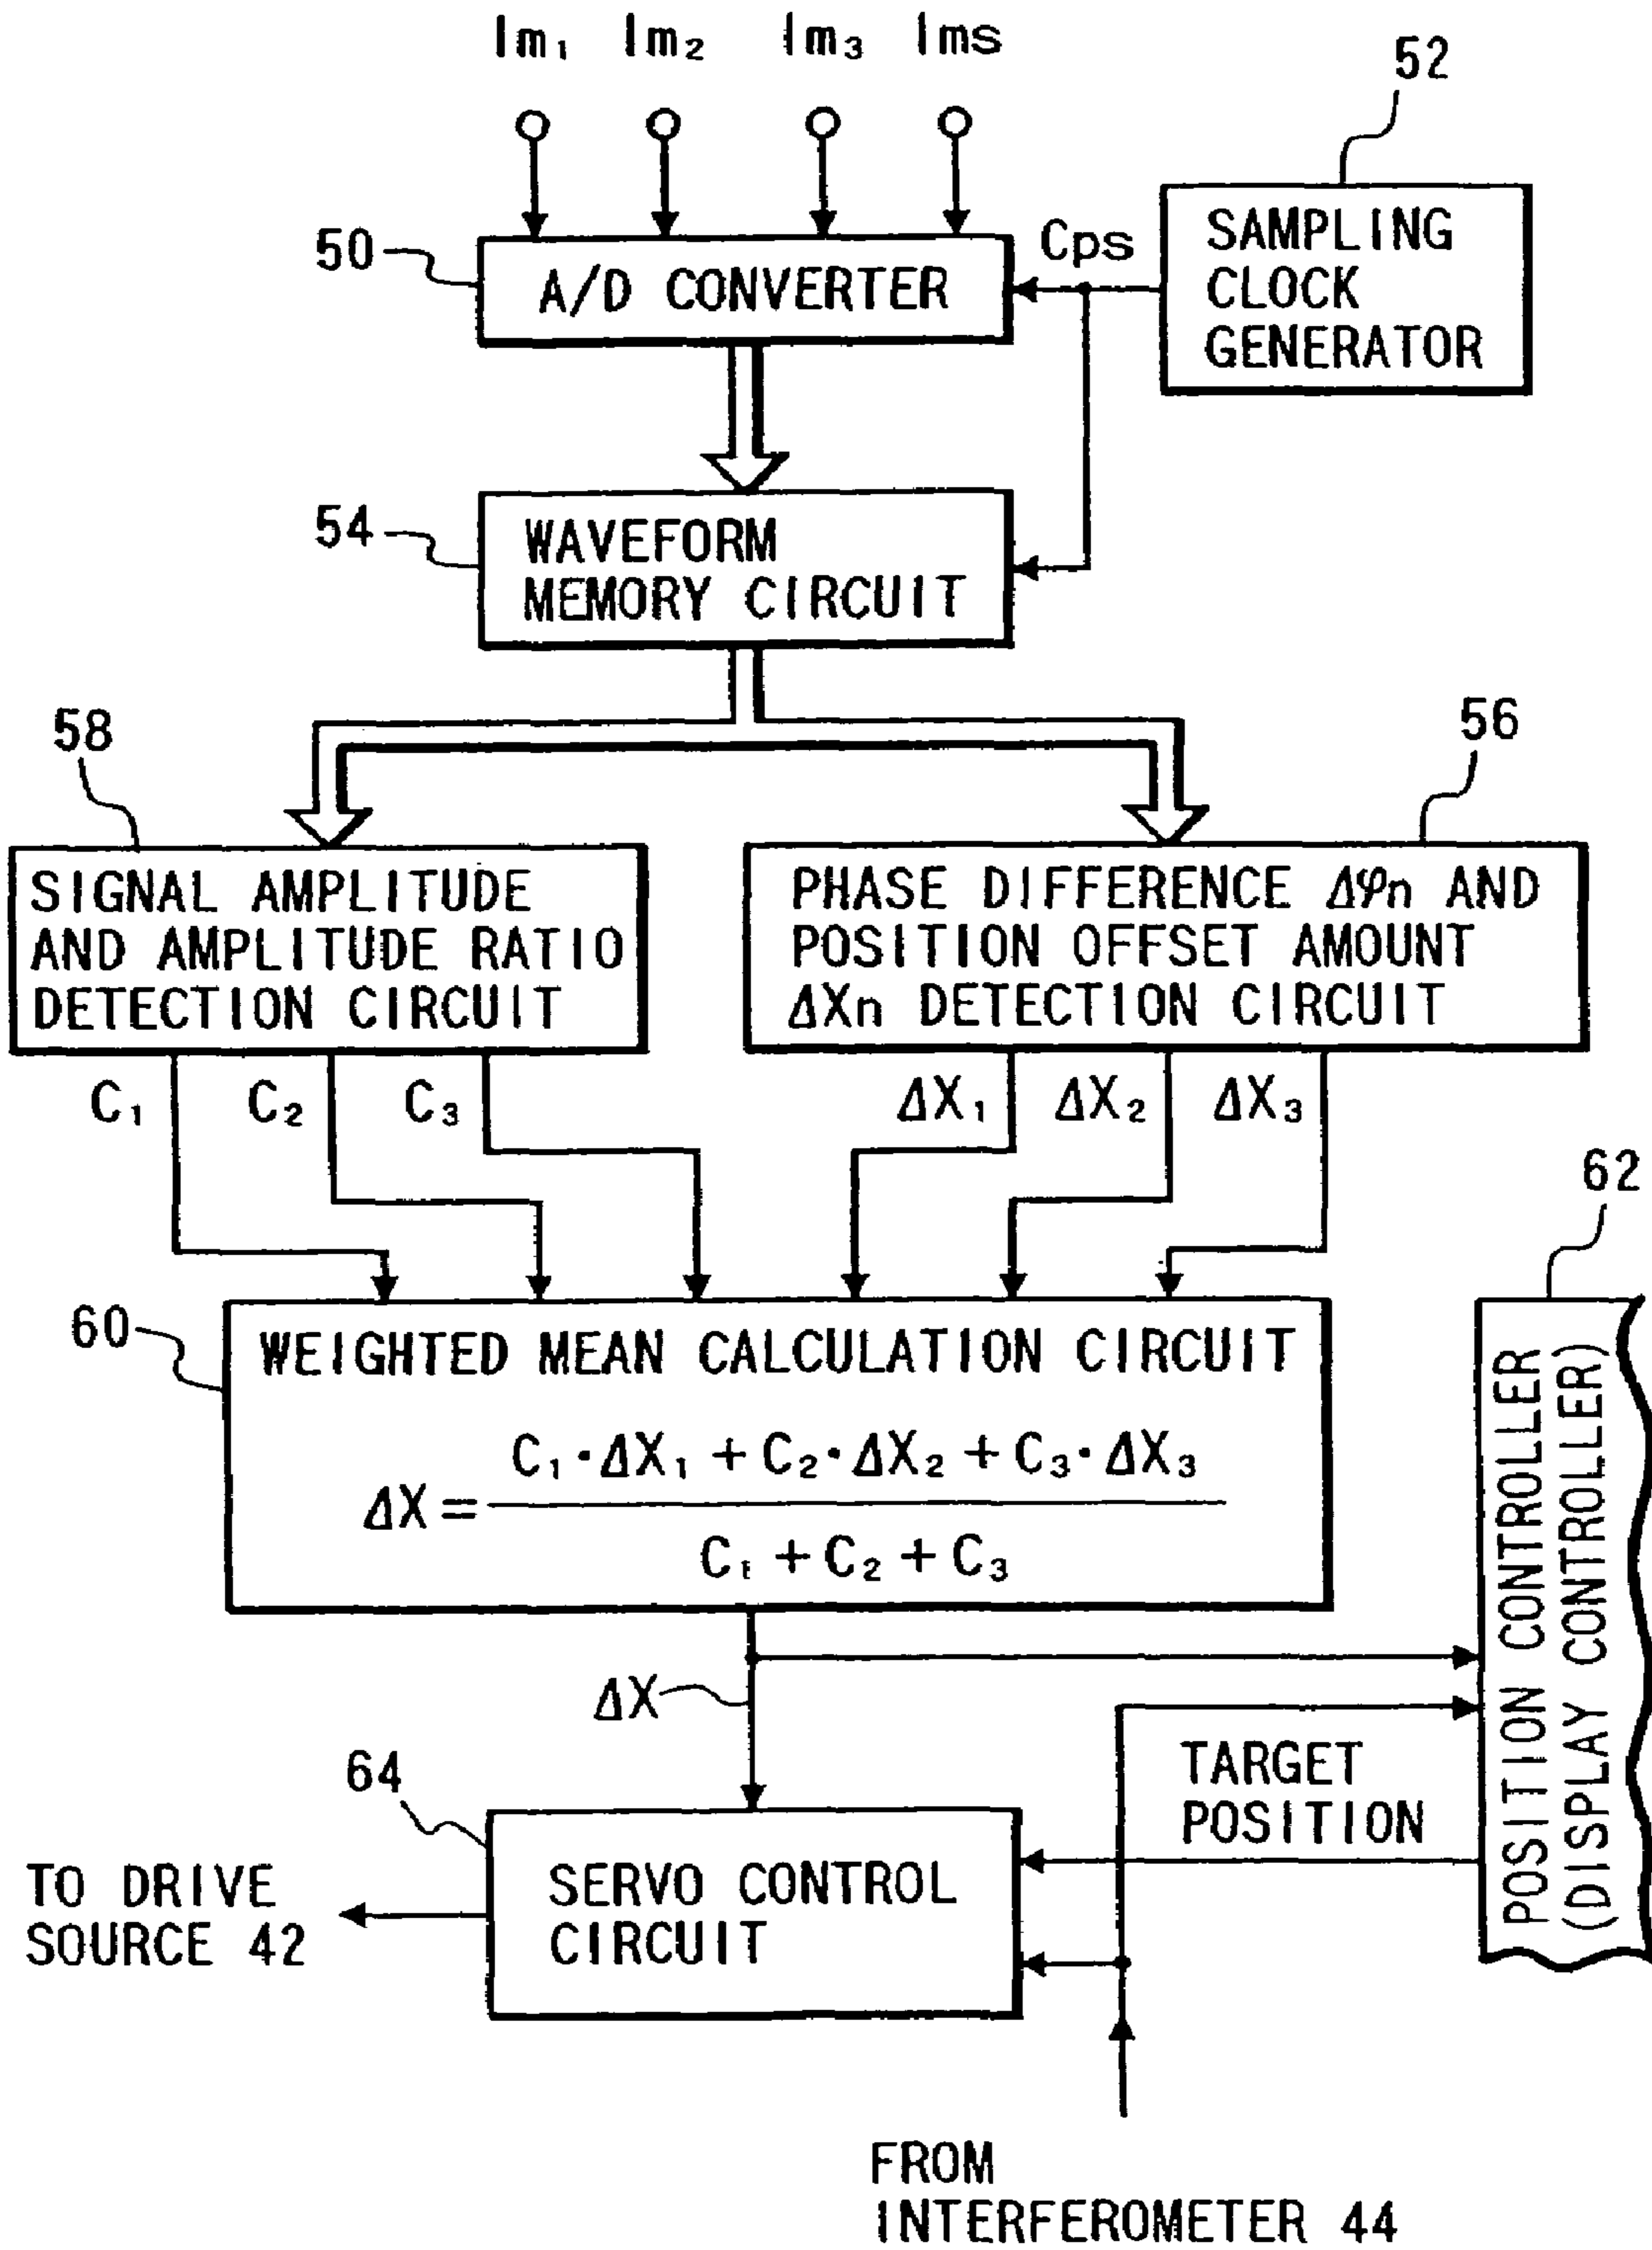 Im₁ Im₂ Im₃ Ims
52
50
A/D CONVERTER
Cps
SAMPLING
CLOCK
GENERATOR
54
WAVEFORM
MEMORY CIRCUIT
58
56
SIGNAL AMPLITUDE
AND AMPLITUDE RATIO
DETECTION CIRCUIT
PHASE DIFFERENCE Δφn AND
POSITION OFFSET AMOUNT
ΔXn DETECTION CIRCUIT
C₁ C₂ C₃
ΔX₁ ΔX₂ ΔX₃
62
60
WEIGHTED MEAN CALCULATION CIRCUIT
C₁·ΔX₁+C₂·ΔX₂+C₃·ΔX₃
ΔX=
C₁+C₂+C₃
POSITION CONTROLLER
(DISPLAY CONTROLLER)
ΔX
64
TARGET
POSITION
SERVO CONTROL
CIRCUIT
TO DRIVE
SOURCE 42
FROM
INTERFEROMETER 44